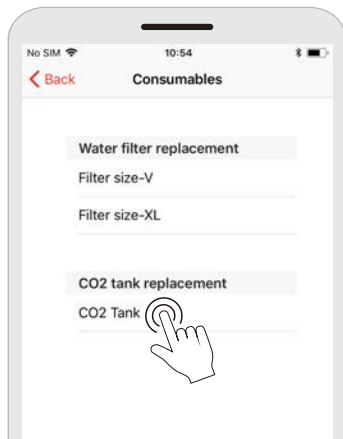 No SIM 10:54
Back Consumables
Water filter replacement
Filter size-V
Filter size-XL
CO2 tank replacement
CO2 Tank